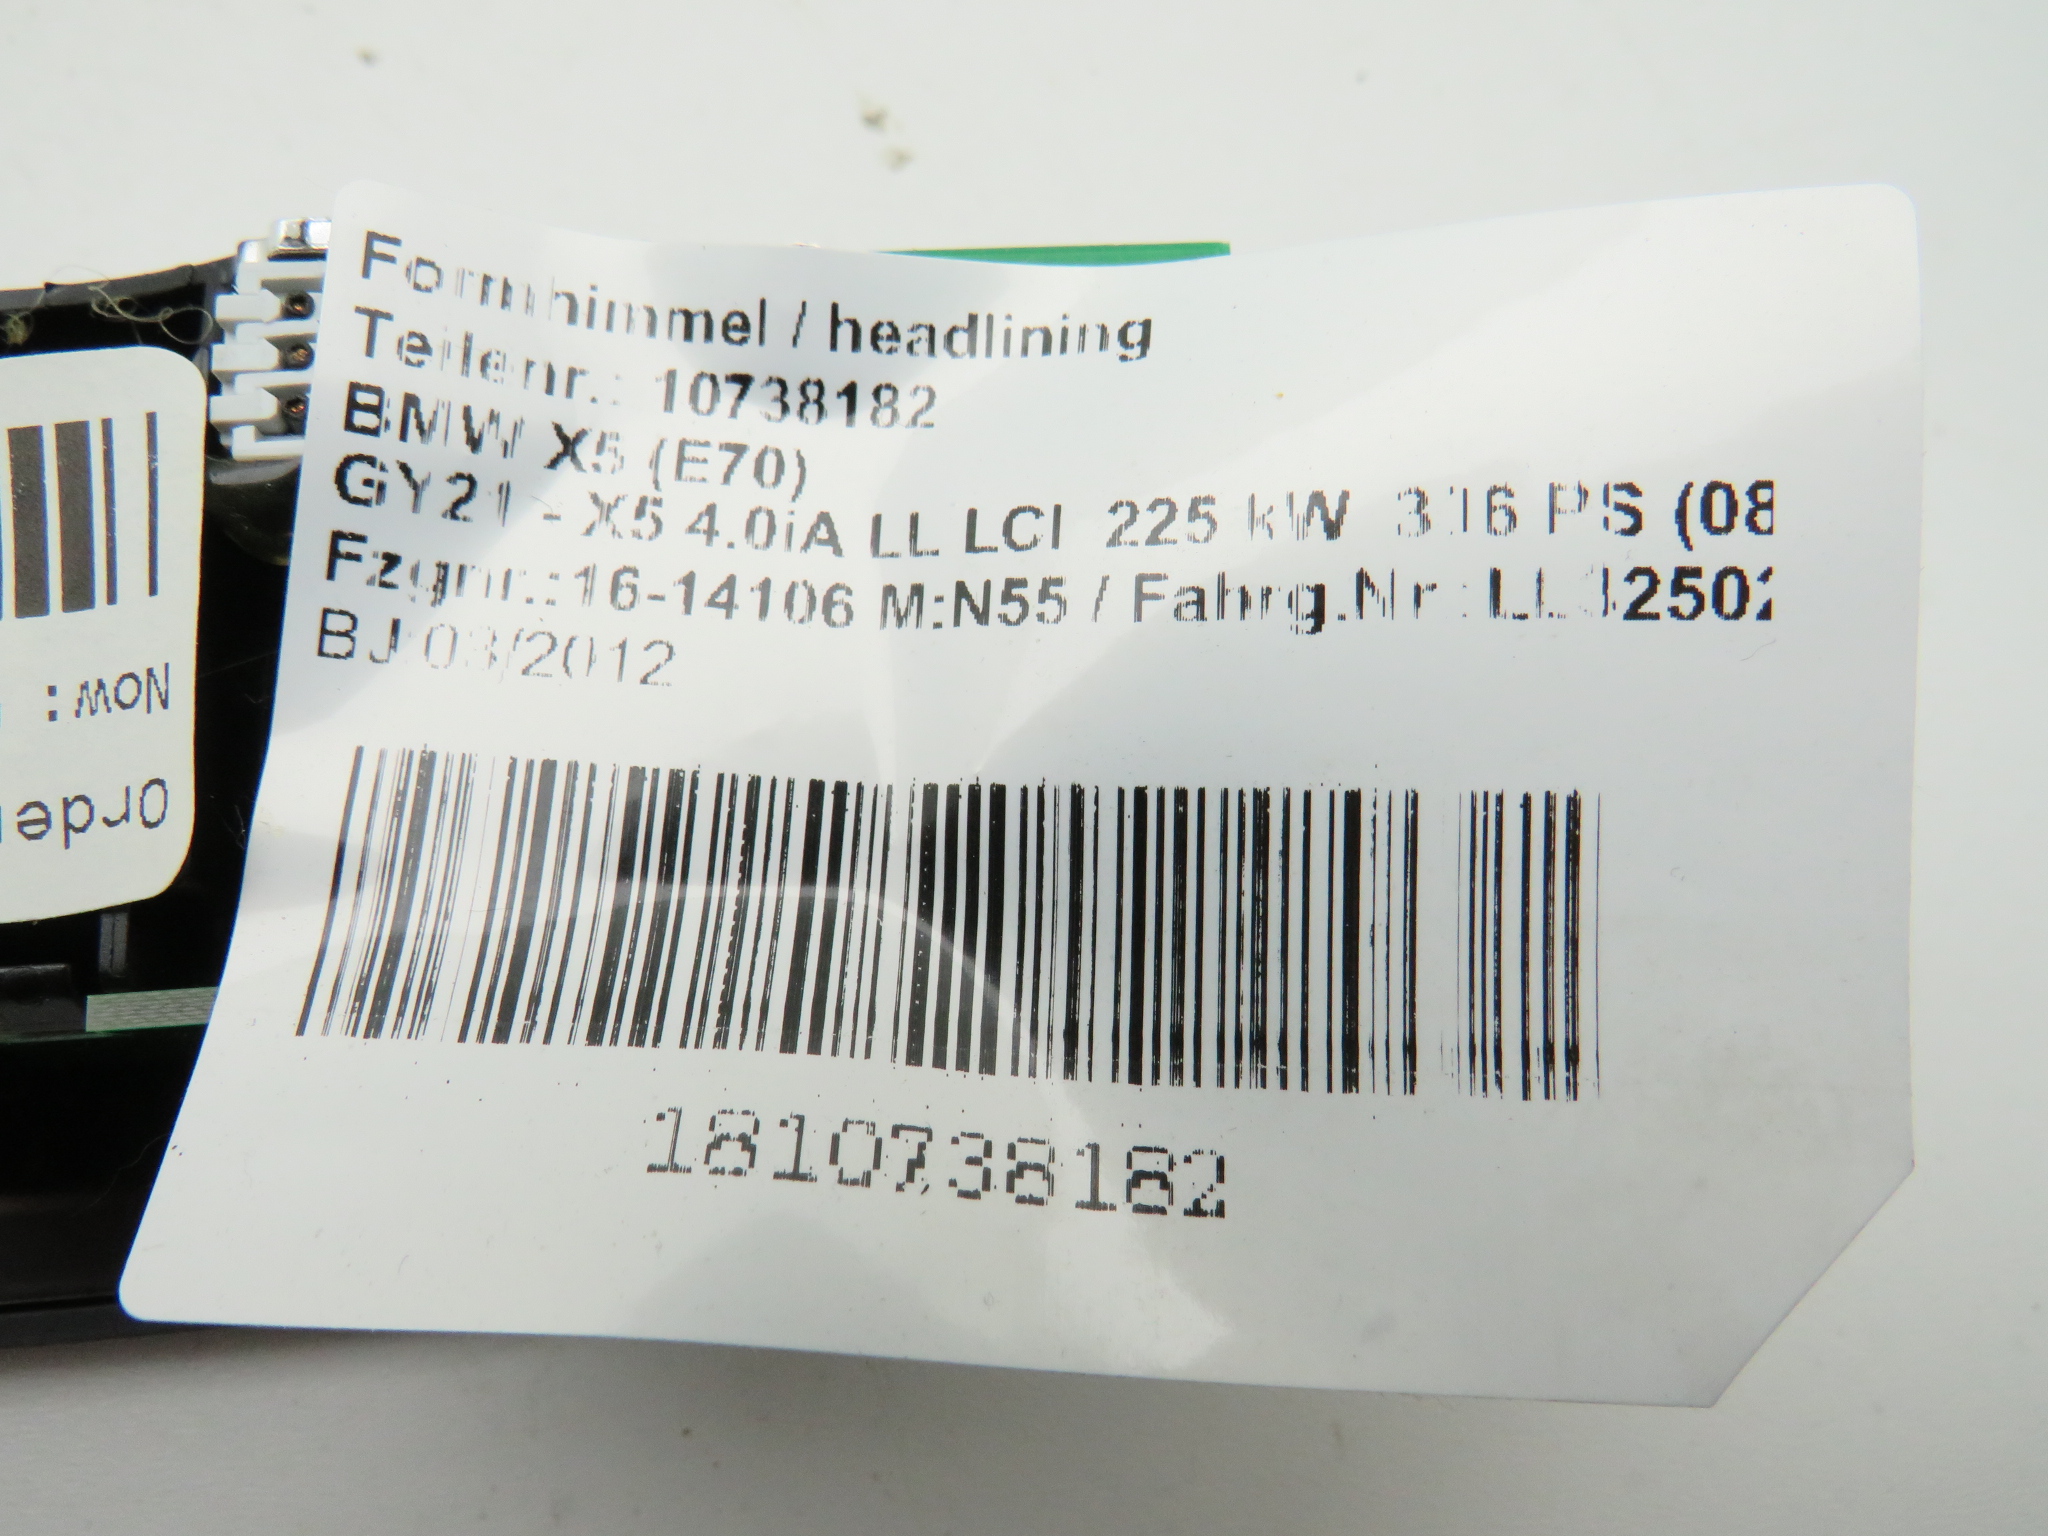 Formhimmel / headlining
Teilenr.: 10738182
BMW X5 (E70)
GY21 - X5 4.0iA LL LCI 225 kW 316 PS (08
Fzgnr.:16-14106 M:N55 / Fahrg.Nr.:LL
BJ:03/2012
1810738182
Now:
Order